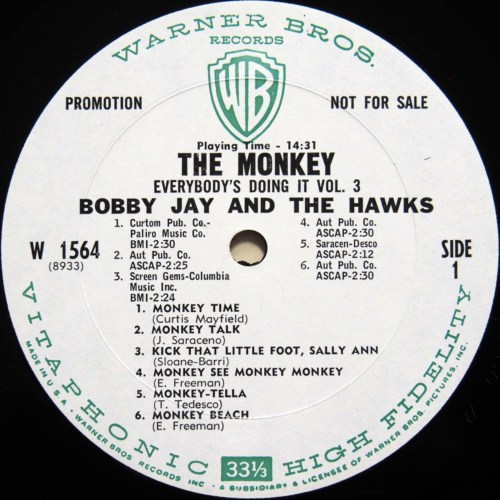 WARNER BROS.
RECORDS
WB
PROMOTION
NOT FOR SALE
Playing Time - 14:31
THE MONKEY
EVERYBODY'S DOING IT VOL. 3
BOBBY JAY AND THE HAWKS
W 1564
(8933)
1. Curtom Pub. Co.-
Paliro Music Co.
BMI-2:30
2. Aut Pub. Co.
ASCAP-2:25
3. Screen Gems-Columbia
Music Inc.
BMI-2:24
4. Aut Pub. Co.
ASCAP-2:30
5. Saracen-Desco
ASCAP-2:12
6. Aut Pub. Co.
ASCAP-2:30
SIDE
1
1. MONKEY TIME
(Curtis Mayfield)
2. MONKEY TALK
(J. Saraceno)
3. KICK THAT LITTLE FOOT, SALLY ANN
(Sloane-Barri)
4. MONKEY SEE MONKEY MONKEY
(E. Freeman)
5. MONKEY-TELLA
(T. Tedesco)
6. MONKEY BEACH
(E. Freeman)
VITAPHONIC HIGH FIDELITY
33⅓
MADE IN U.S.A. • WARNER BROS. RECORDS INC. • A SUBSIDIARY & LICENSEE OF WARNER BROS. PICTURES, INC.